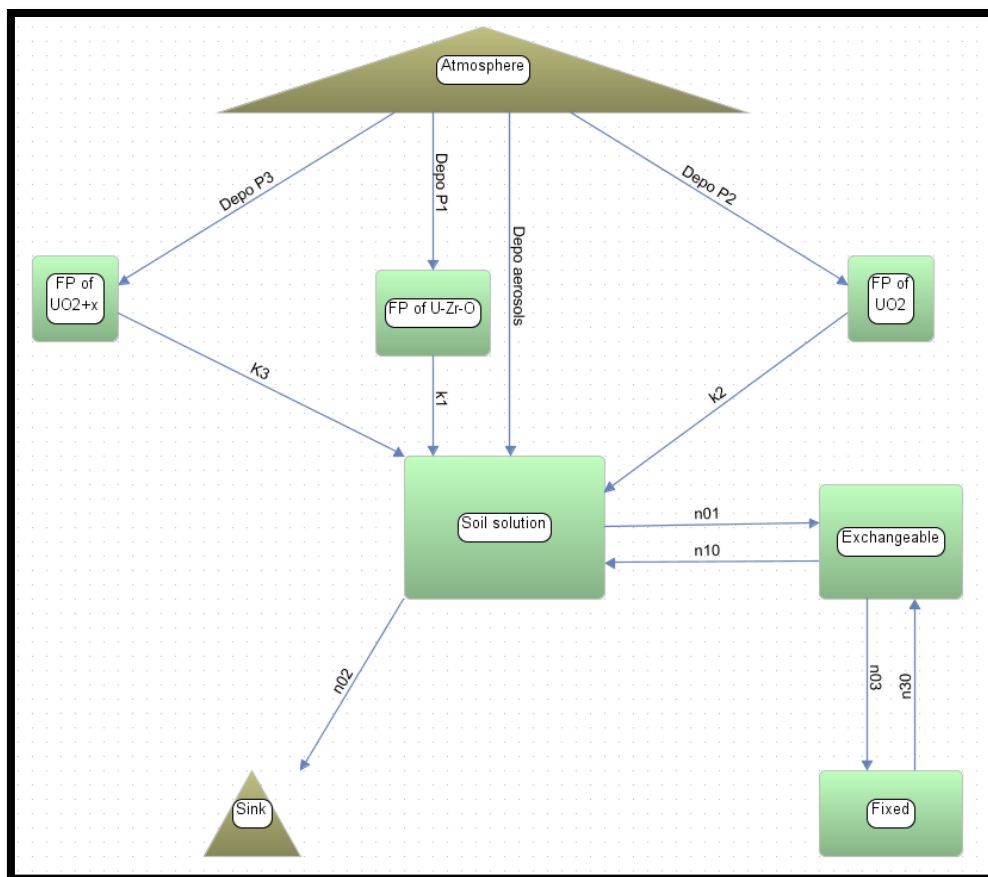 Atmosphere
Depo P3
Depo P1
Depo aerosols
Depo P2
FP of
UO2+x
FP of U-Zr-O
FP of
UO2
K3
k1
k2
Soil solution
n01
Exchangeable
n10
n02
n03
n30
Sink
Fixed